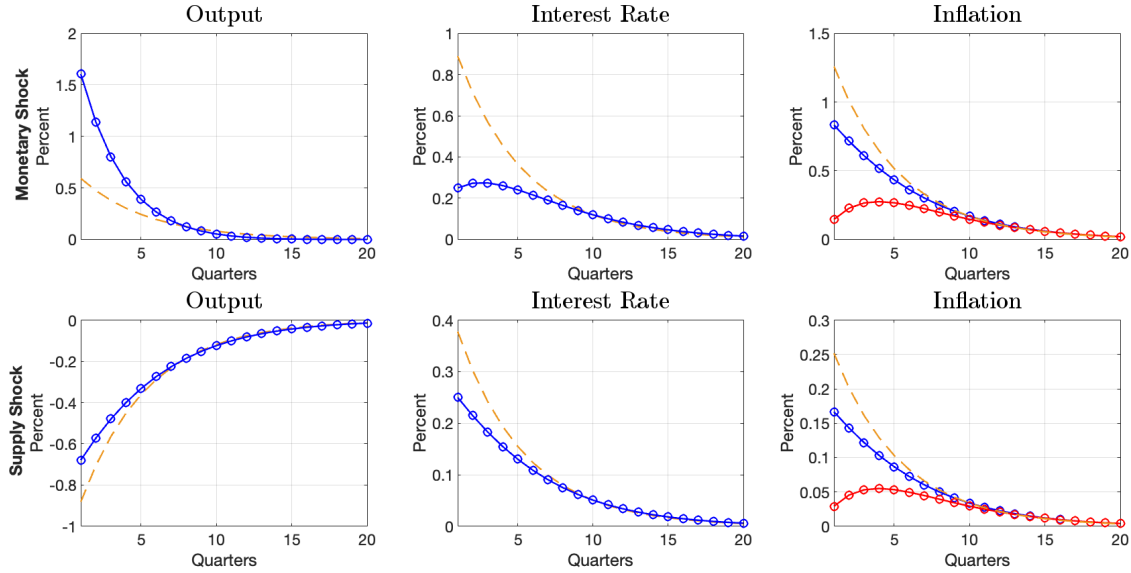 Output
Interest Rate
Inflation
Monetary Shock
Percent
2
1.5
1
0.5
0
5
10
15
20
Quarters
Percent
1
0.8
0.6
0.4
0.2
0
5
10
15
20
Quarters
Percent
1.5
1
0.5
0
5
10
15
20
Quarters
Output
Interest Rate
Inflation
Supply Shock
Percent
0
-0.2
-0.4
-0.6
-0.8
-1
5
10
15
20
Quarters
Percent
0.4
0.3
0.2
0.1
0
5
10
15
20
Quarters
Percent
0.3
0.25
0.2
0.15
0.1
0.05
0
5
10
15
20
Quarters